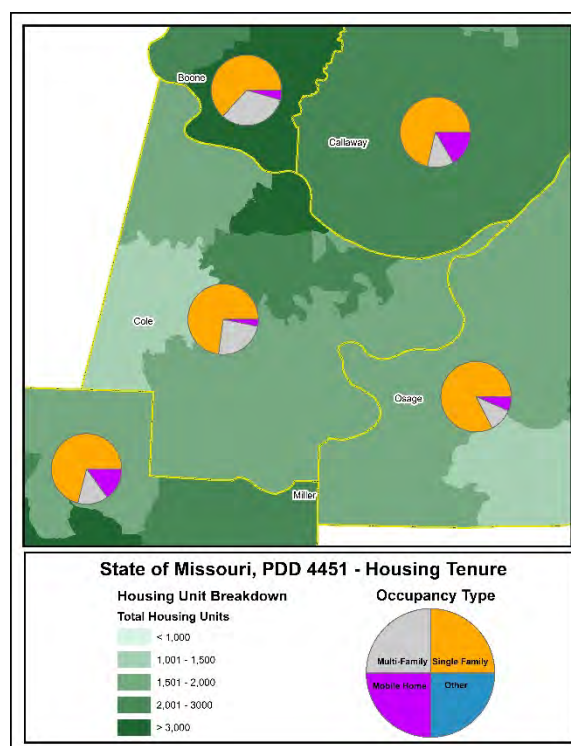 Boone
Callaway
Cole
Osage
Miller
State of Missouri, PDD 4451 - Housing Tenure
Housing Unit Breakdown
Total Housing Units
< 1,000
1,001 - 1,500
1,501 - 2,000
2,001 - 3000
> 3,000
Occupancy Type
Multi-Family
Single Family
Mobile Home
Other